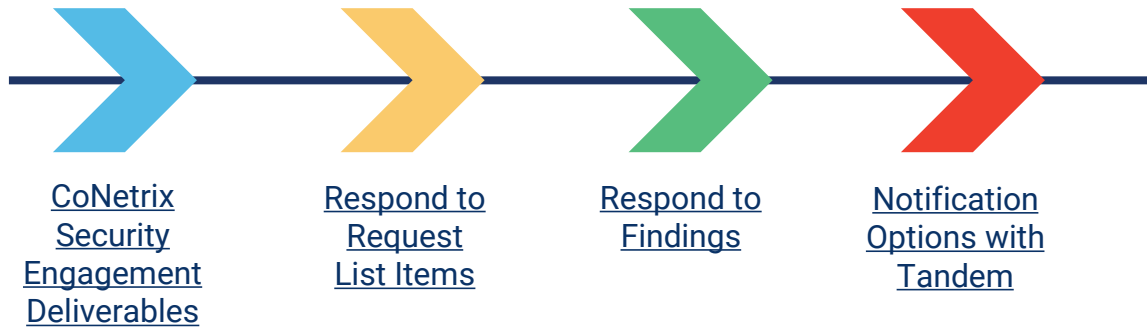 CoNetrix
Security
Engagement
Deliverables
Respond to
Request
List Items
Respond to
Findings
Notification
Options with
Tandem